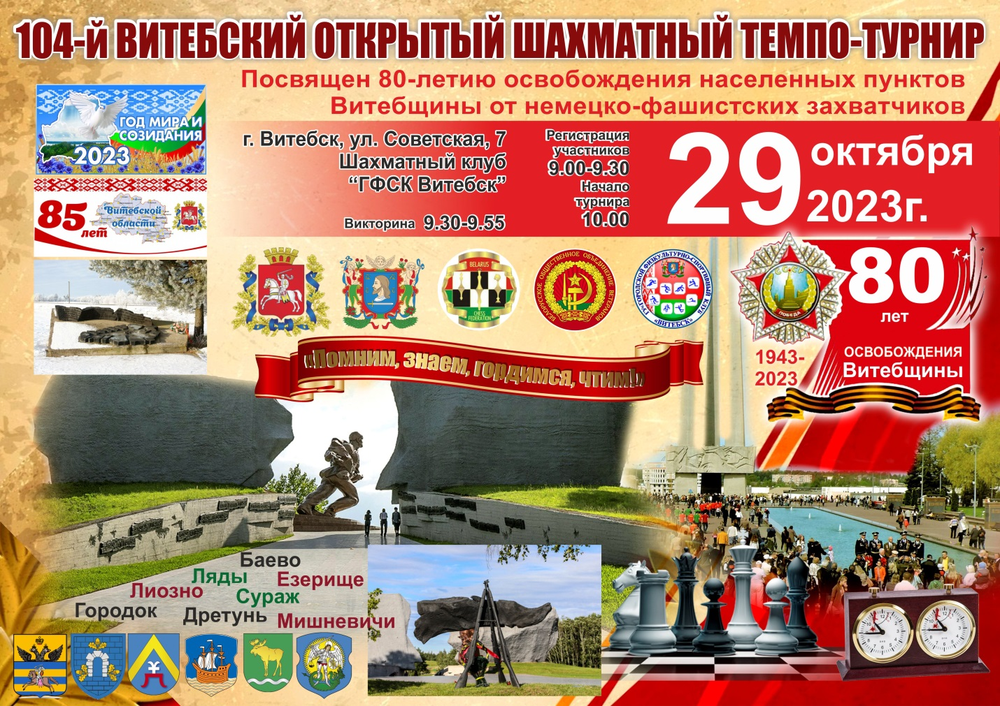 104-й ВИТЕБСКИЙ ОТКРЫТЫЙ ШАХМАТНЫЙ ТЕМПО-ТУРНИР
Посвящен 80-летию освобождения населенных пунктов
Витебщины от немецко-фашистских захватчиков
ГОД МИРА И
СОЗИДАНИЯ
2023
85 лет
Витебской
области
г. Витебск, ул. Советская, 7
Шахматный клуб
“ГФСК Витебск”
Викторина 9.30-9.55
Регистрация
участников
9.00-9.30
Начало
турнира
10.00
29 октября
2023г.
BELARUS
CHESS
FEDERATION
БЕЛОРУССКОЕ ОБЩЕСТВЕННОЕ ОБЪЕДИНЕНИЕ ВЕТЕРАНОВ
ГУ «ГОРОДСКОЙ ФИЗКУЛЬТУРНО-СПОРТИВНЫЙ КЛУБ
«ВИТЕБСК»
СССР
ПОБЕДА
80
лет
ОСВОБОЖДЕНИЯ
Витебщины
1943-
2023
«Помним, знаем, гордимся, чтим!»
Баево
Ляды Езерище
Лиозно Сураж
Городок Дретунь Мишневичи